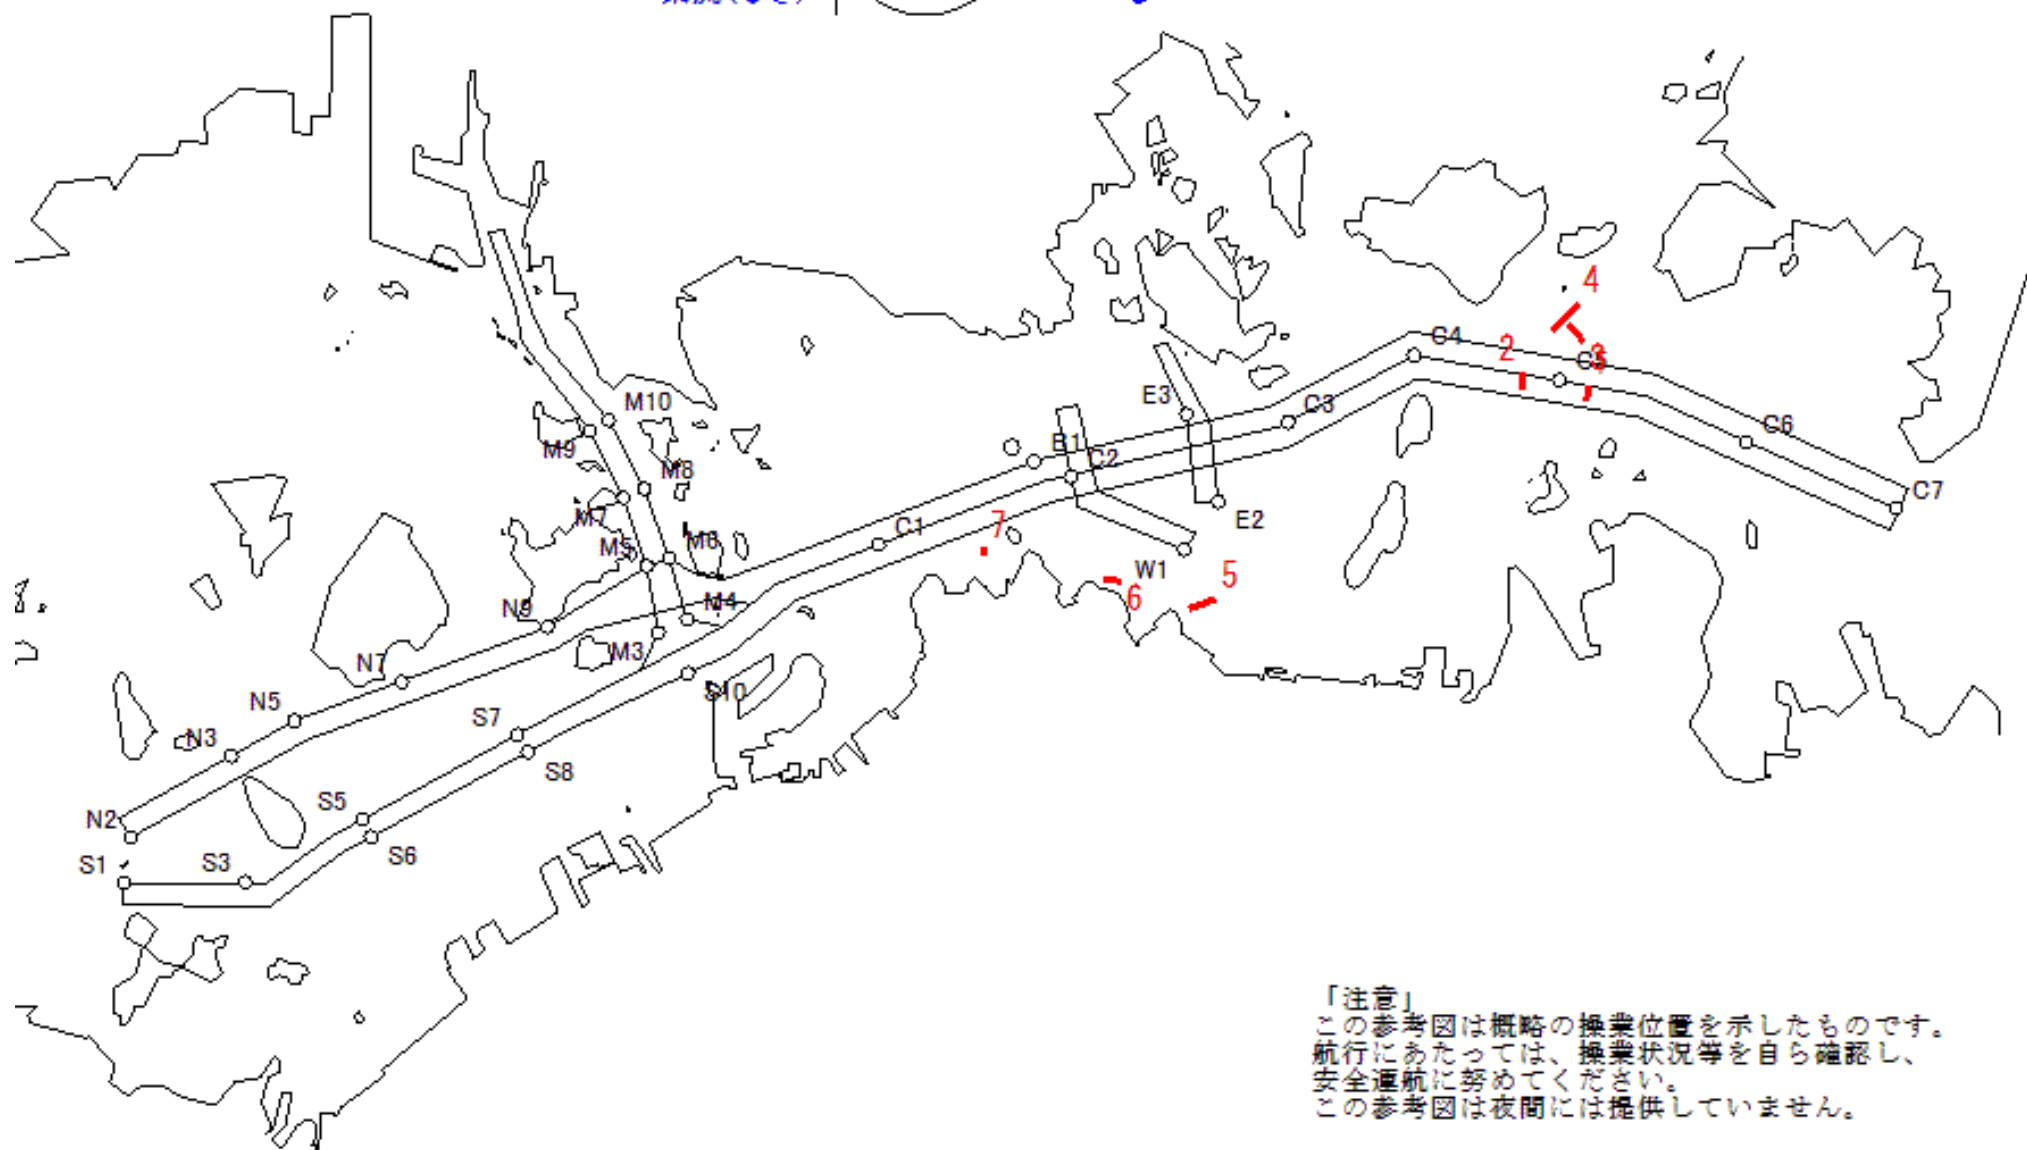 4
C4
2
C5
3
1
E3
M10
C3
C6
B1
M9
C2
M8
C7
E2
M7
C1
7
M5
M6
W1
5
6
N9
M4
M3
N7
S10
N5
S7
N3
S8
S5
N2
S6
S1
S3
「注意」
この参考図は概略の操業位置を示したものです。
航行にあたっては、操業状況等を自ら確認し、
安全運航に努めてください。
この参考図は夜間には提供していません。